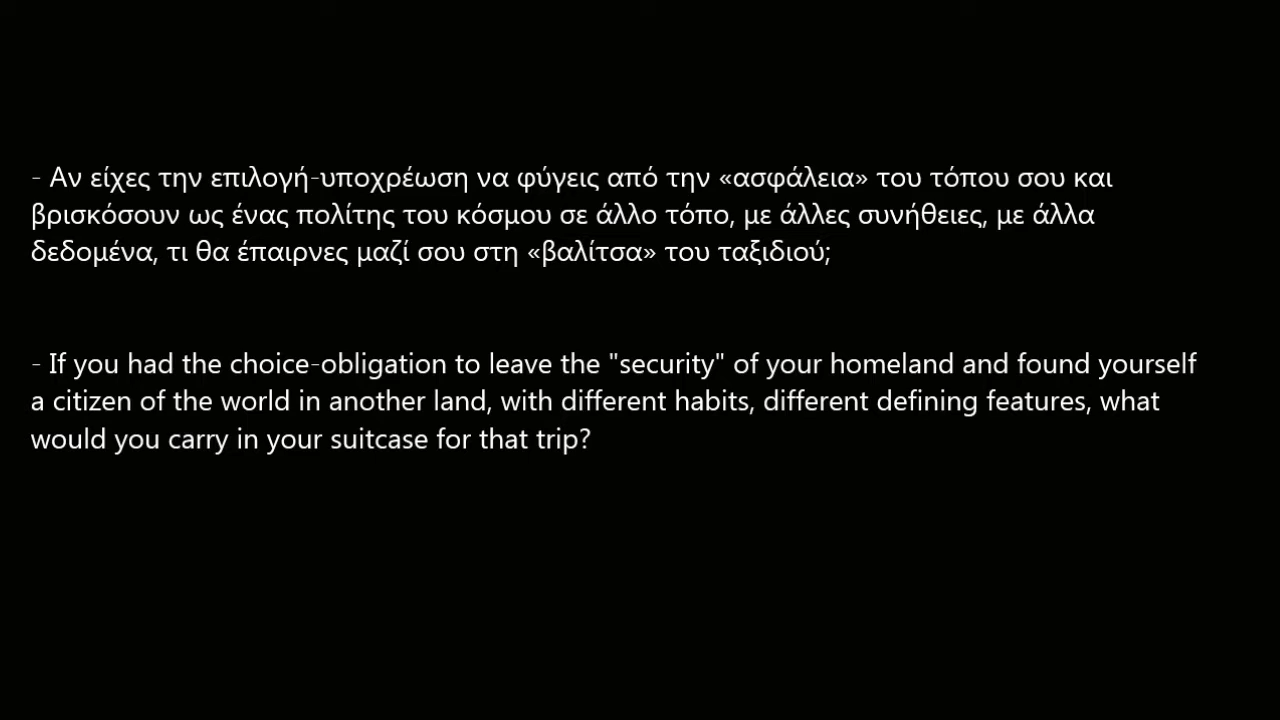 - Αν είχες την επιλογή-υποχρέωση να φύγεις από την «ασφάλεια» του τόπου σου και
βρισκόσουν ως ένας πολίτης του κόσμου σε άλλο τόπο, με άλλες συνήθειες, με άλλα
δεδομένα, τι θα έπαιρνες μαζί σου στη «βαλίτσα» του ταξιδιού;
- If you had the choice-obligation to leave the "security" of your homeland and found yourself
a citizen of the world in another land, with different habits, different defining features, what
would you carry in your suitcase for that trip?